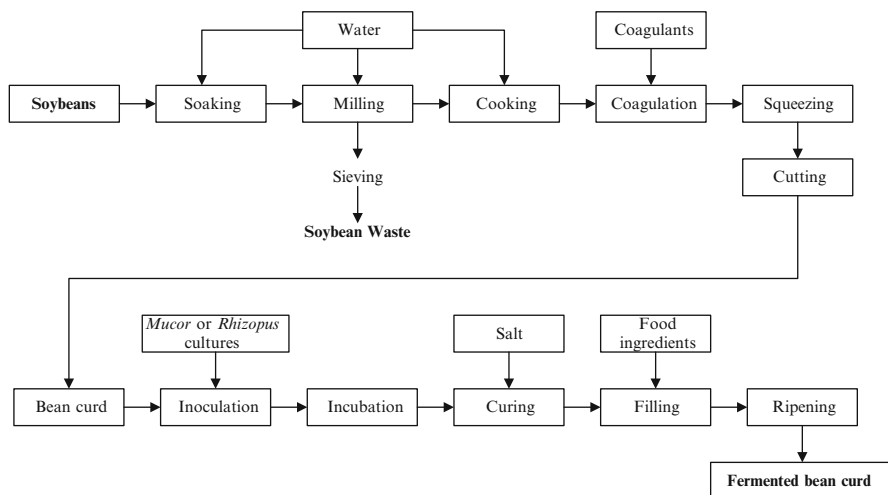 Water
Coagulants
Soybeans
Soaking
Milling
Cooking
Coagulation
Squeezing
Sieving
Cutting
Soybean Waste
Mucor or Rhizopus
cultures
Salt
Food
ingredients
Bean curd
Inoculation
Incubation
Curing
Filling
Ripening
Fermented bean curd